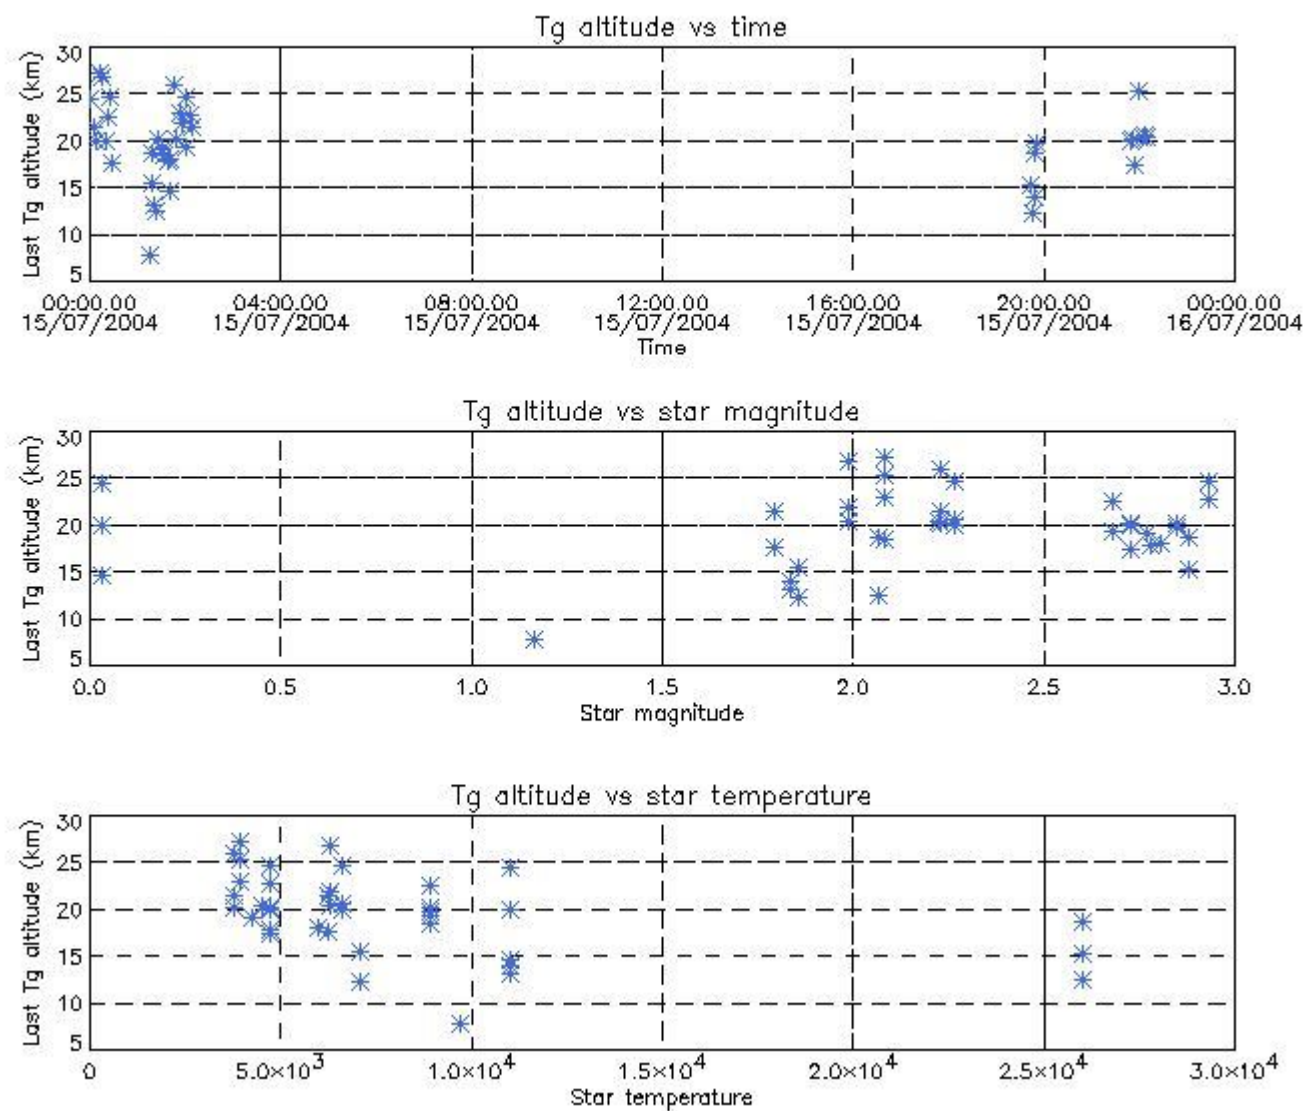 Tg altitude vs time
Last Tg altitude (km)
30
25
20
15
10
5
00:00.00 04:00.00 08:00.00 12:00.00 16:00.00 20:00.00 00:00.00
15/07/2004 15/07/2004 15/07/2004 15/07/2004 15/07/2004 15/07/2004 16/07/2004
Time
Tg altitude vs star magnitude
Last Tg altitude (km)
30
25
20
15
10
5
0.0 0.5 1.0 1.5 2.0 2.5 3.0
Star magnitude
Tg altitude vs star temperature
Last Tg altitude (km)
30
25
20
15
10
5
0 5.0×10³ 1.0×10⁴ 1.5×10⁴ 2.0×10⁴ 2.5×10⁴ 3.0×10⁴
Star temperature